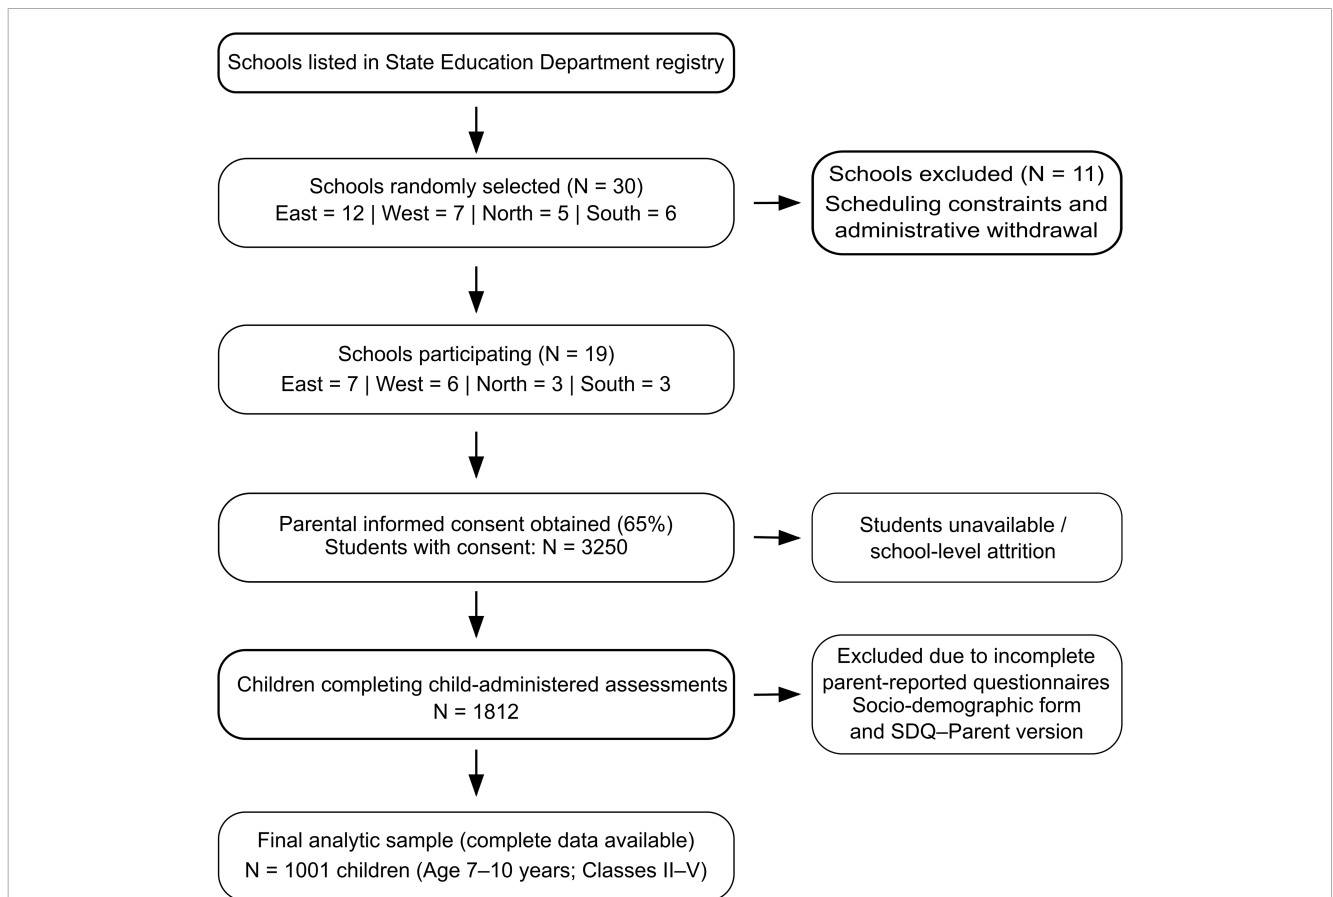 Schools listed in State Education Department registry
Schools randomly selected (N = 30)
East = 12 | West = 7 | North = 5 | South = 6
Schools excluded (N = 11)
Scheduling constraints and
administrative withdrawal
Schools participating (N = 19)
East = 7 | West = 6 | North = 3 | South = 3
Parental informed consent obtained (65%)
Students with consent: N = 3250
Students unavailable /
school-level attrition
Children completing child-administered assessments
N = 1812
Excluded due to incomplete
parent-reported questionnaires
Socio-demographic form
and SDQ–Parent version
Final analytic sample (complete data available)
N = 1001 children (Age 7–10 years; Classes II–V)